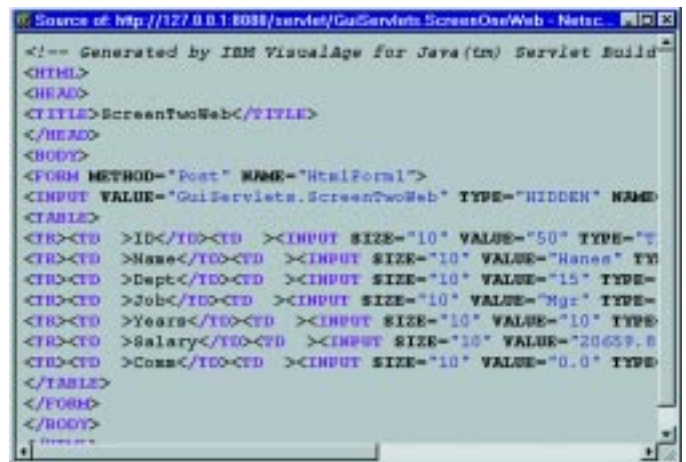 Source of: http://127.0.0.1:8080/servlet/GuiServlets.ScreenOneWeb - Netsc...
<!-- Generated by IBM VisualAge for Java(tm) Servlet Build
<HTML>
<HEAD>
<TITLE>ScreenTwoWeb</TITLE>
</HEAD>
<BODY>
<FORM METHOD="Post" NAME="HtmlForm1">
<INPUT VALUE="GuiServlets.ScreenTwoWeb" TYPE="HIDDEN" NAME
<TABLE>
<TR><TD >ID</TD><TD ><INPUT SIZE="10" VALUE="50" TYPE="T
<TR><TD >Name</TD><TD ><INPUT SIZE="10" VALUE="Hanes" TY
<TR><TD >Dept</TD><TD ><INPUT SIZE="10" VALUE="15" TYPE=
<TR><TD >Job</TD><TD ><INPUT SIZE="10" VALUE="Mgr" TYPE=
<TR><TD >Years</TD><TD ><INPUT SIZE="10" VALUE="10" TYPE
<TR><TD >Salary</TD><TD ><INPUT SIZE="10" VALUE="20659.8
<TR><TD >Comm</TD><TD ><INPUT SIZE="10" VALUE="0.0" TYPE
</TABLE>
</FORM>
</BODY>